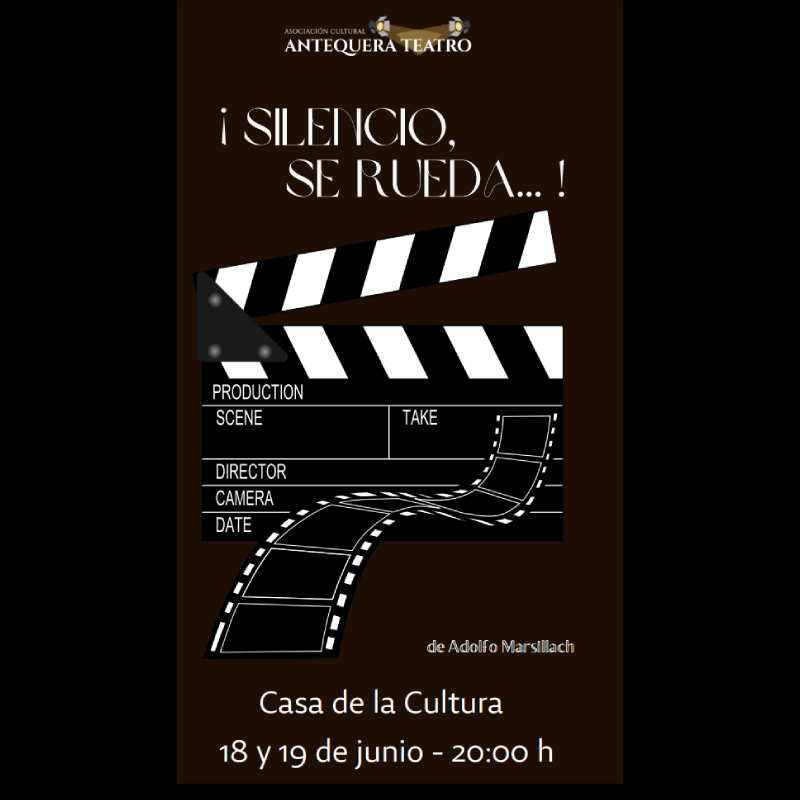 ASOCIACIÓN CULTURAL
ANTEQUERA TEATRO
¡ SILENCIO,
SE RUEDA... !
PRODUCTION
SCENE TAKE
DIRECTOR
CAMERA
DATE
de Adolfo Marsillach
Casa de la Cultura
18 y 19 de junio - 20:00 h